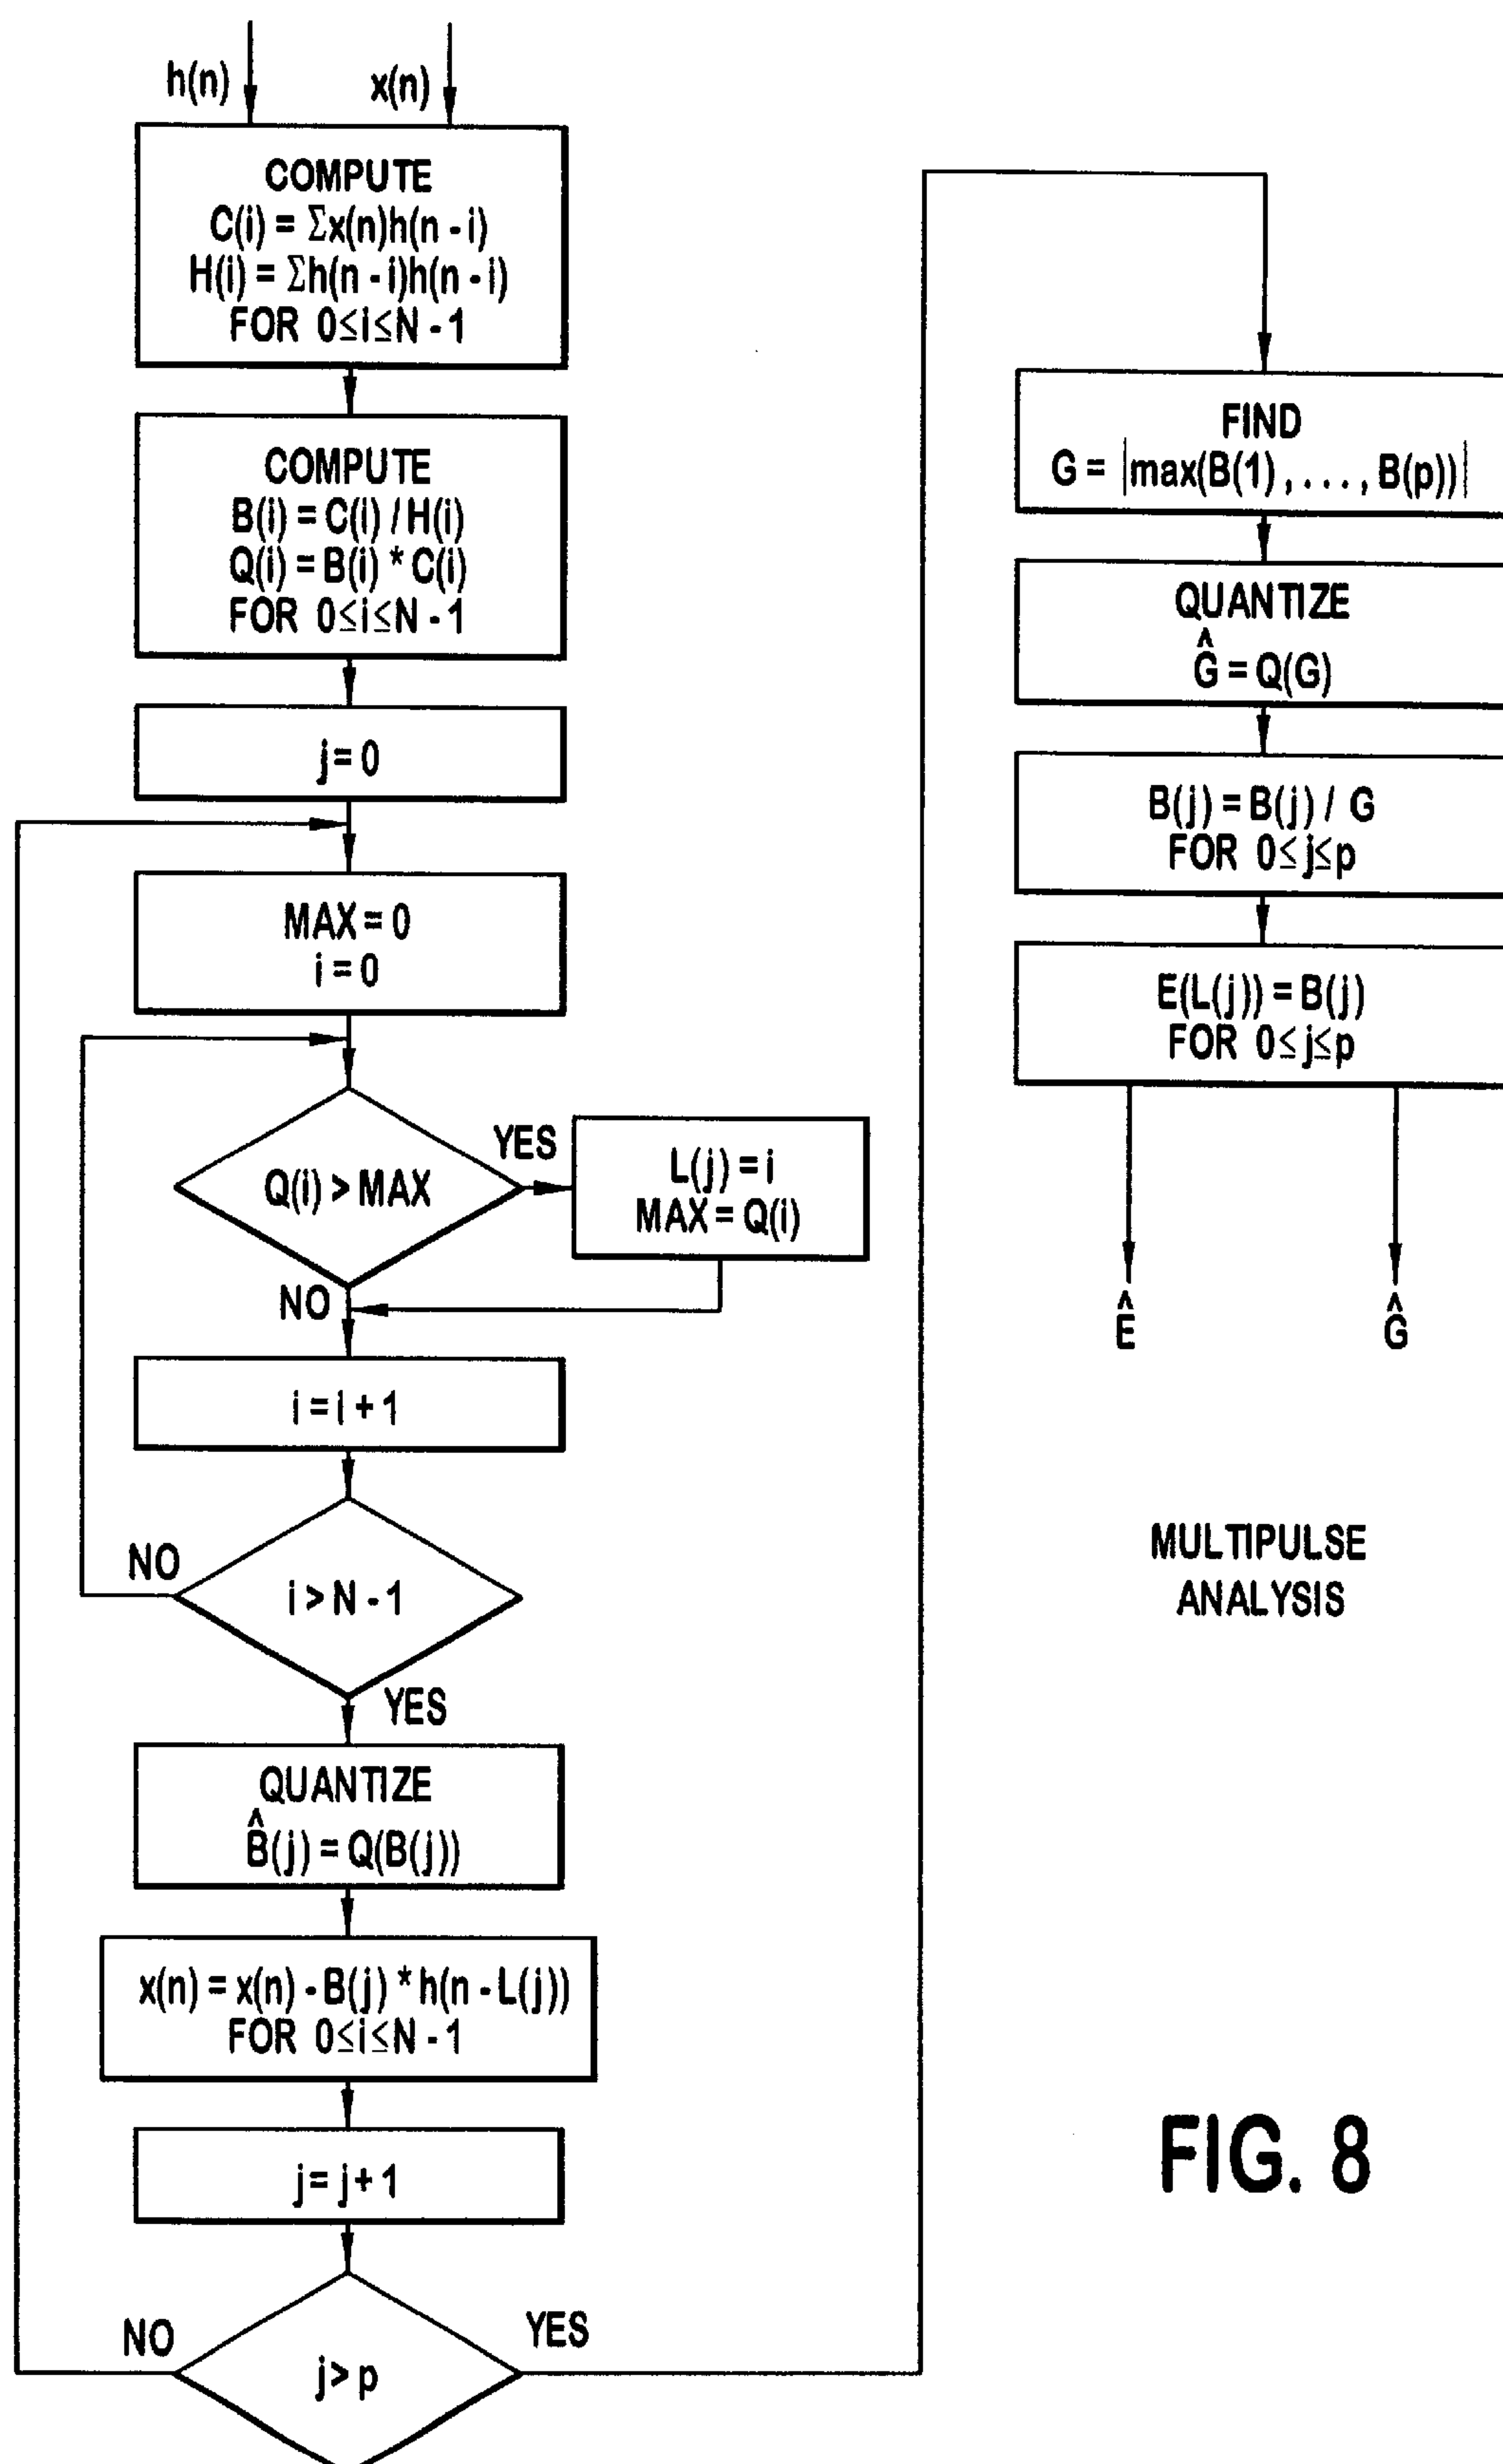 h(n)
x(n)
COMPUTE
C(i) = Σx(n)h(n - i)
H(i) = Σh(n - i)h(n - i)
FOR 0≤i≤N - 1
COMPUTE
B(i) = C(i) / H(i)
Q(i) = B(i) * C(i)
FOR 0≤i≤N - 1
j = 0
MAX = 0
i = 0
Q(i) > MAX
YES
L(j) = i
MAX = Q(i)
NO
i = i + 1
NO
i > N - 1
YES
QUANTIZE
B̂(j) = Q(B(j))
x(n) = x(n) - B(j) * h(n - L(j))
FOR 0≤i≤N - 1
j = j + 1
NO
j > p
YES
FIND
G = |max(B(1) , . . . , B(p))|
QUANTIZE
Ĝ = Q(G)
B(j) = B(j) / G
FOR 0≤j≤p
E(L(j)) = B(j)
FOR 0≤j≤p
Ê
Ĝ
MULTIPULSE
ANALYSIS
FIG. 8